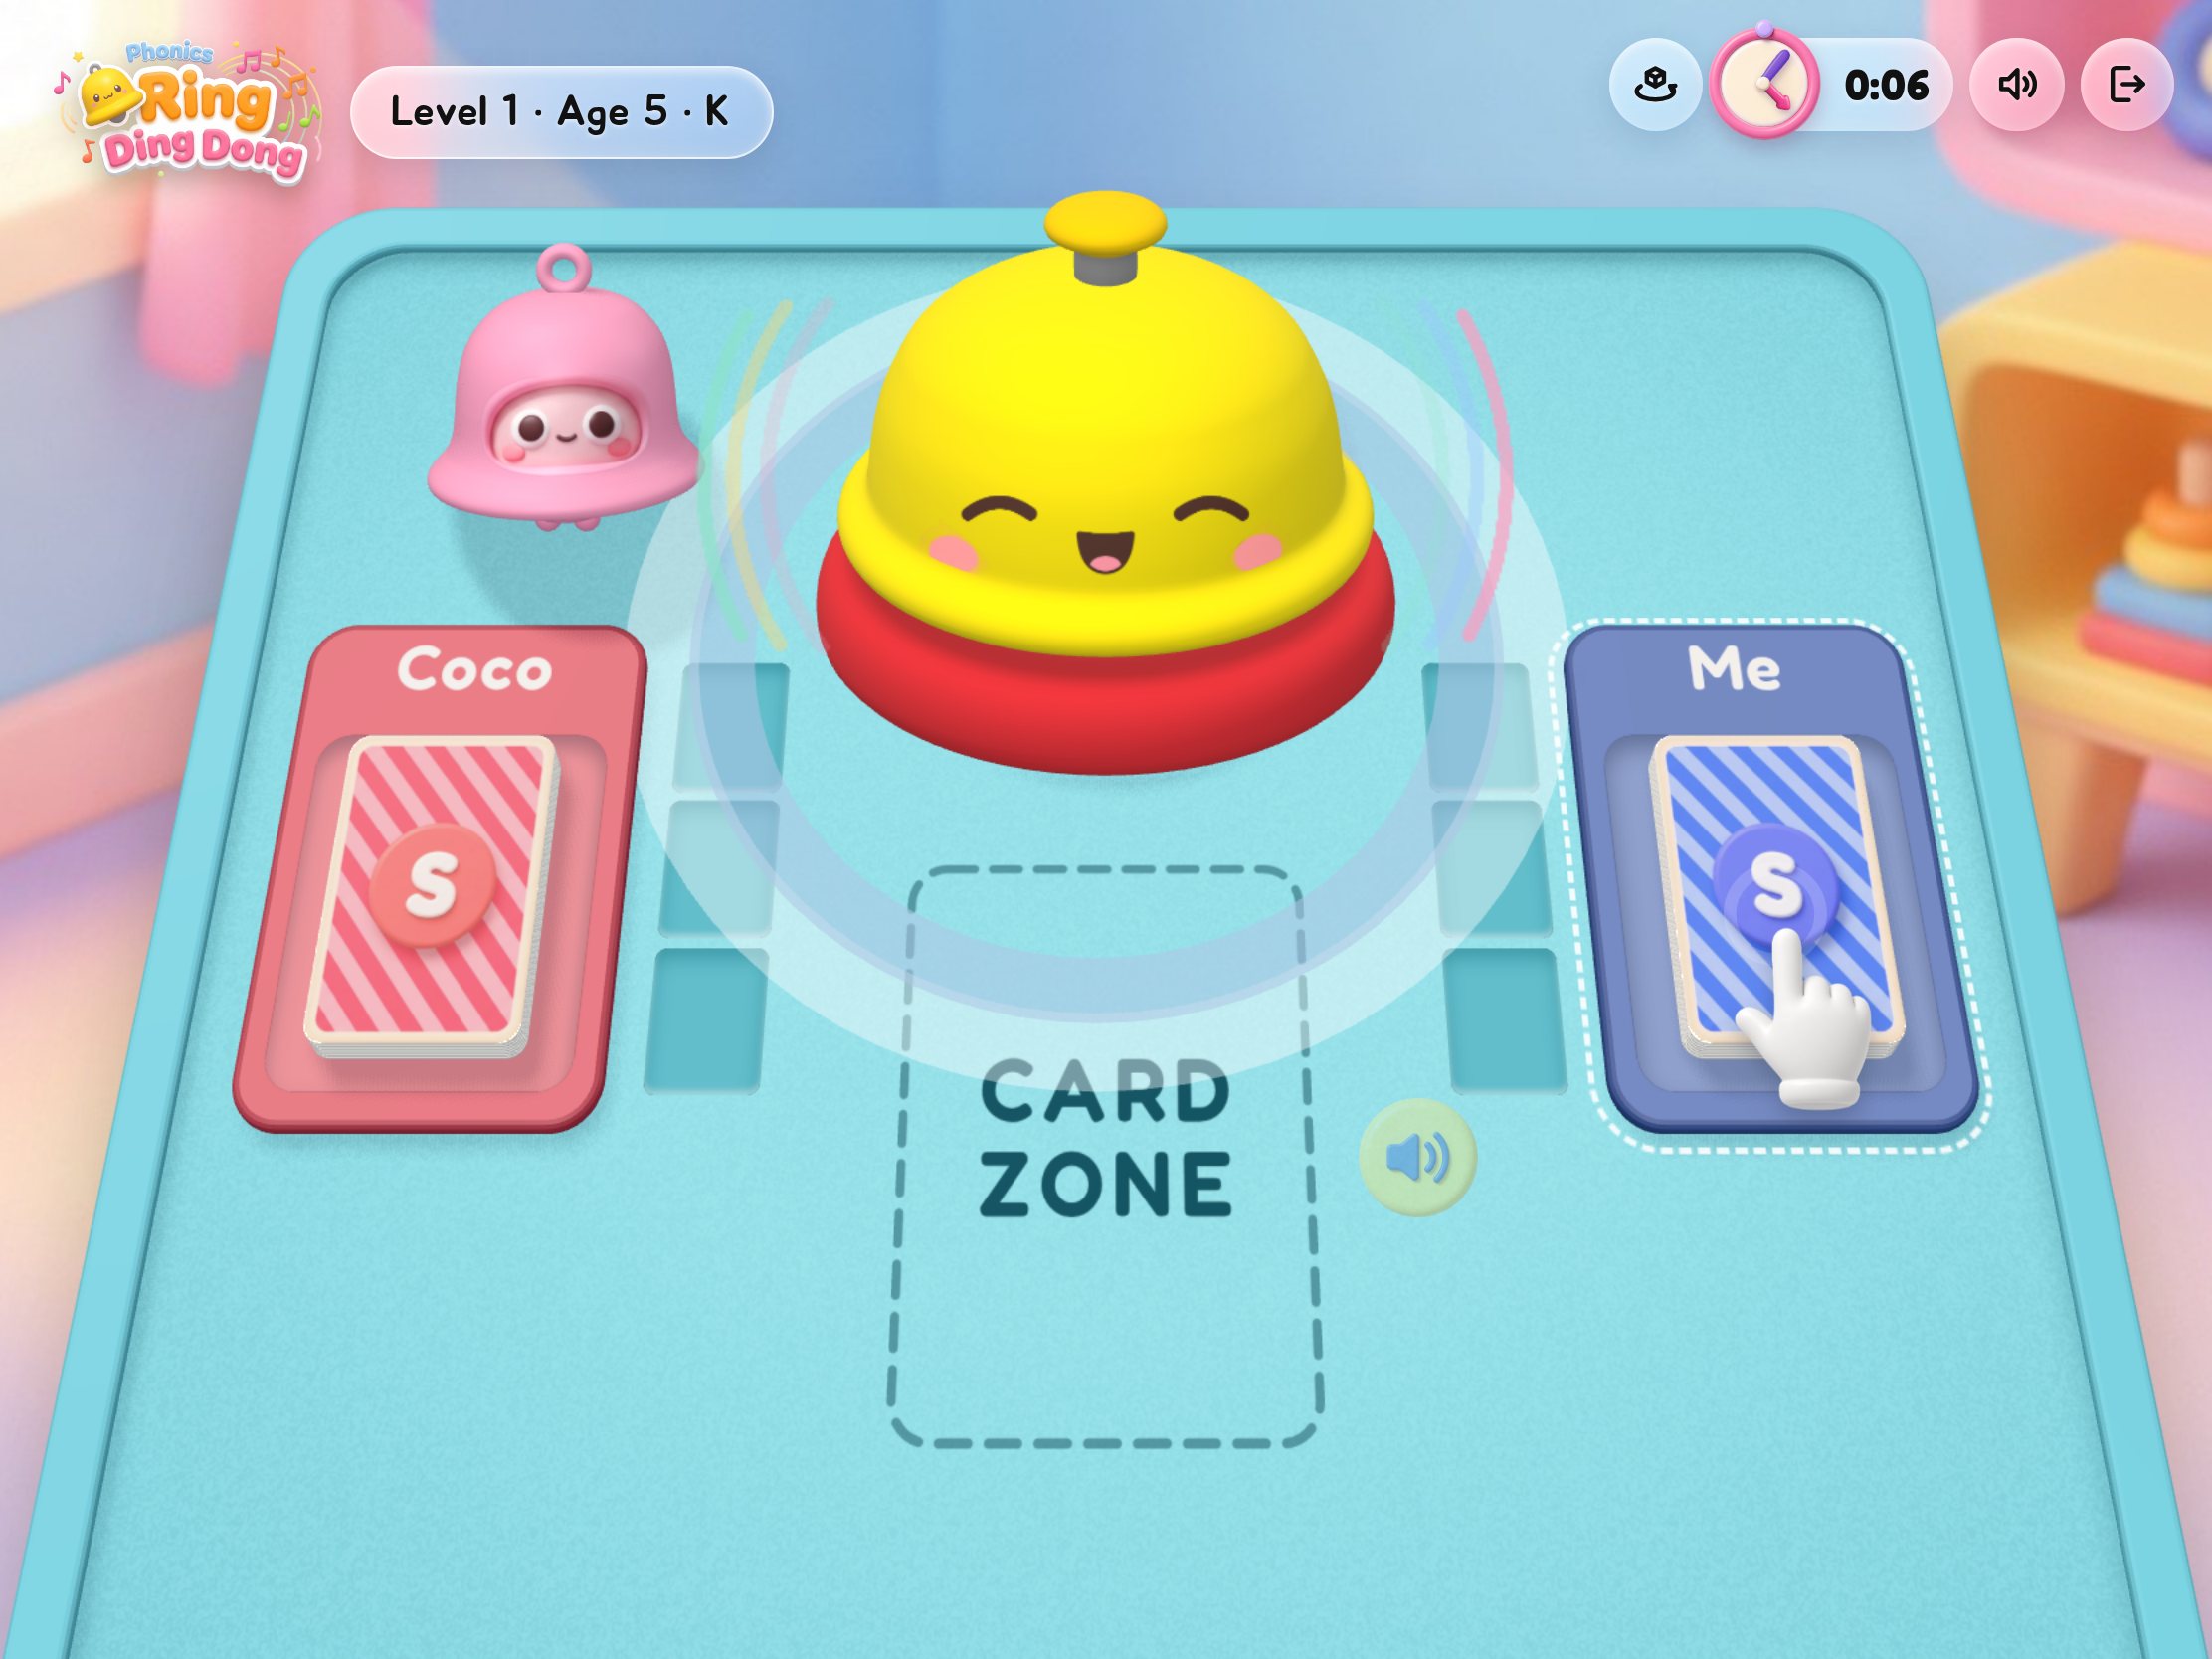 Phonics
Ring
Ding Dong
Level 1 · Age 5 · K
0:06
Coco
Me
S
S
CARD
ZONE